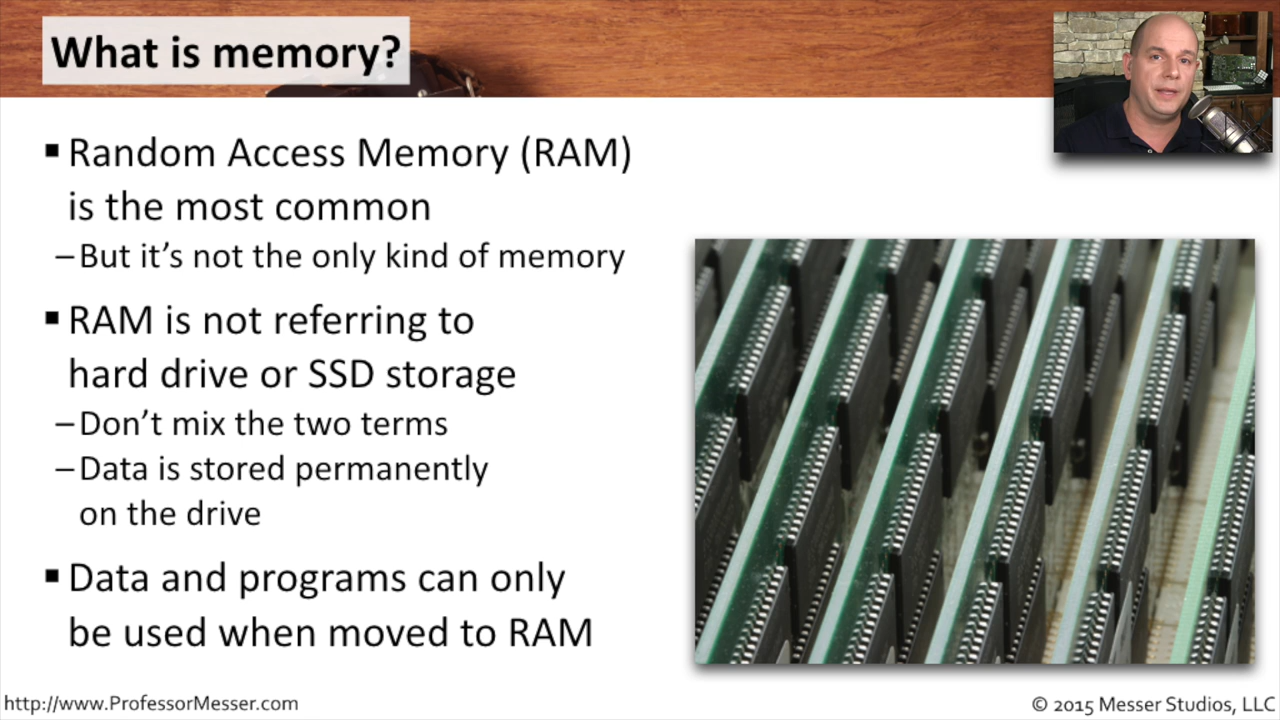 What is memory?
▪ Random Access Memory (RAM)
is the most common
– But it’s not the only kind of memory
▪ RAM is not referring to
hard drive or SSD storage
– Don’t mix the two terms
– Data is stored permanently
on the drive
▪ Data and programs can only
be used when moved to RAM
http://www.ProfessorMesser.com
© 2015 Messer Studios, LLC